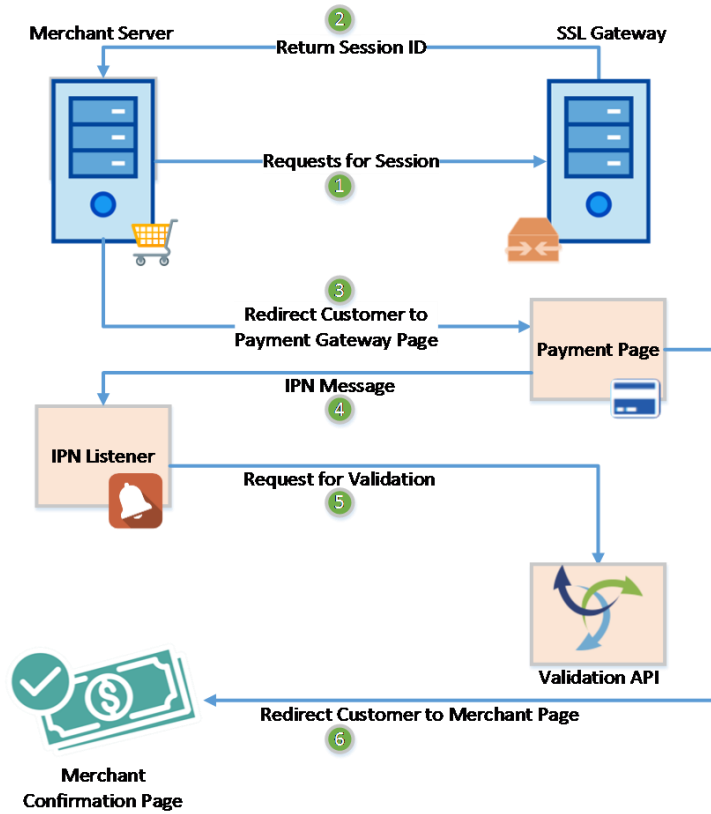 2
Merchant Server
SSL Gateway
Return Session ID
Requests for Session
1
3
Redirect Customer to
Payment Gateway Page
Payment Page
IPN Message
4
IPN Listener
Request for Validation
5
Validation API
Redirect Customer to Merchant Page
6
$
Merchant
Confirmation Page